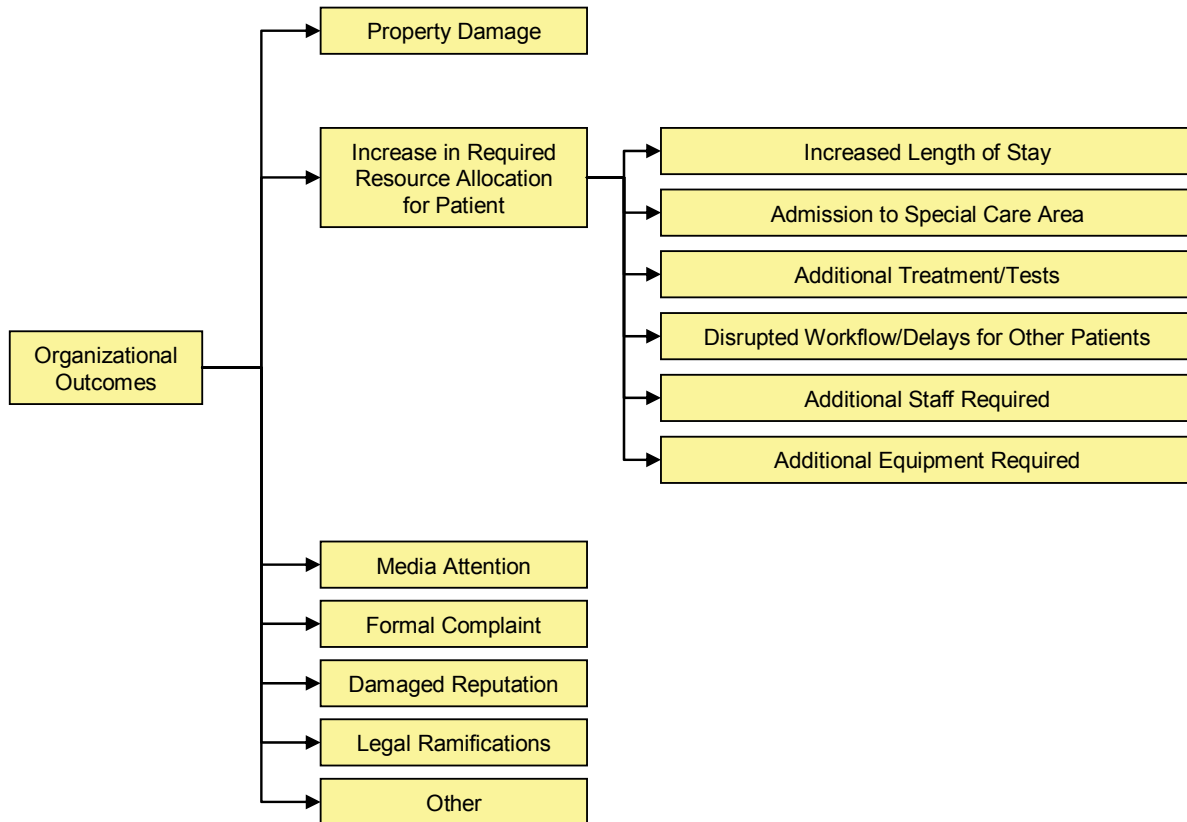 Property Damage
Increase in Required
Resource Allocation
for Patient
Increased Length of Stay
Admission to Special Care Area
Additional Treatment/Tests
Disrupted Workflow/Delays for Other Patients
Additional Staff Required
Additional Equipment Required
Organizational
Outcomes
Media Attention
Formal Complaint
Damaged Reputation
Legal Ramifications
Other